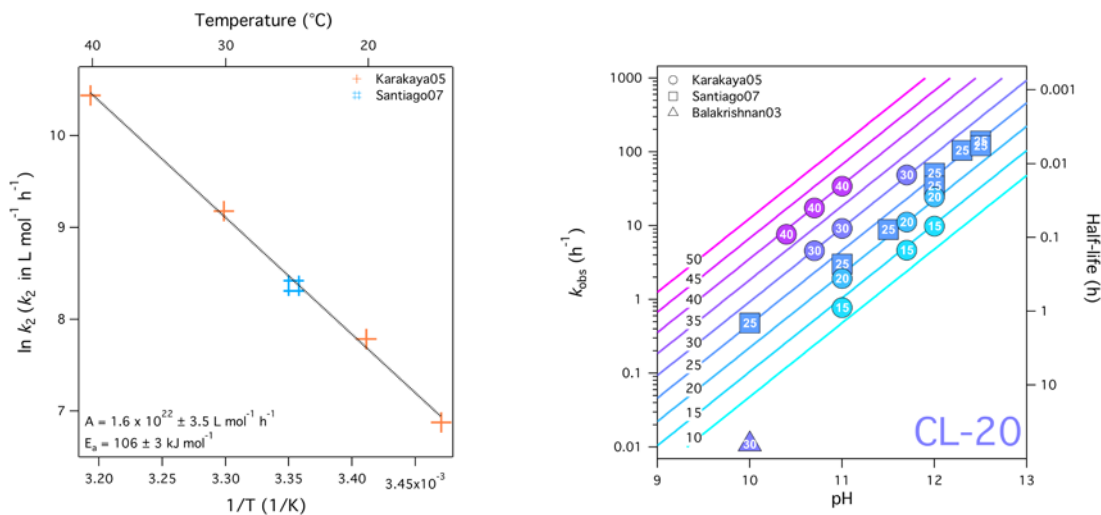 Temperature (°C)
40 30 20
Karakaya05
Santiago07
ln k₂ (k₂ in L mol⁻¹ h⁻¹)
10
9
8
7
A = 1.6 x 10²² ± 3.5 L mol⁻¹ h⁻¹
Eₐ = 106 ± 3 kJ mol⁻¹
3.20 3.25 3.30 3.35 3.40 3.45x10⁻³
1/T (1/K)
Karakaya05
Santiago07
Balakrishnan03
k_obs (h⁻¹)
1000
100
10
1
0.1
0.01
50
45
40
35
30
25
20
15
10
40
40
40
30
30
30
25
25
25
25
25
25
25
25
20
20
20
15
15
15
30
0.001
0.01
0.1
1
10
Half-life (h)
CL-20
9 10 11 12 13
pH